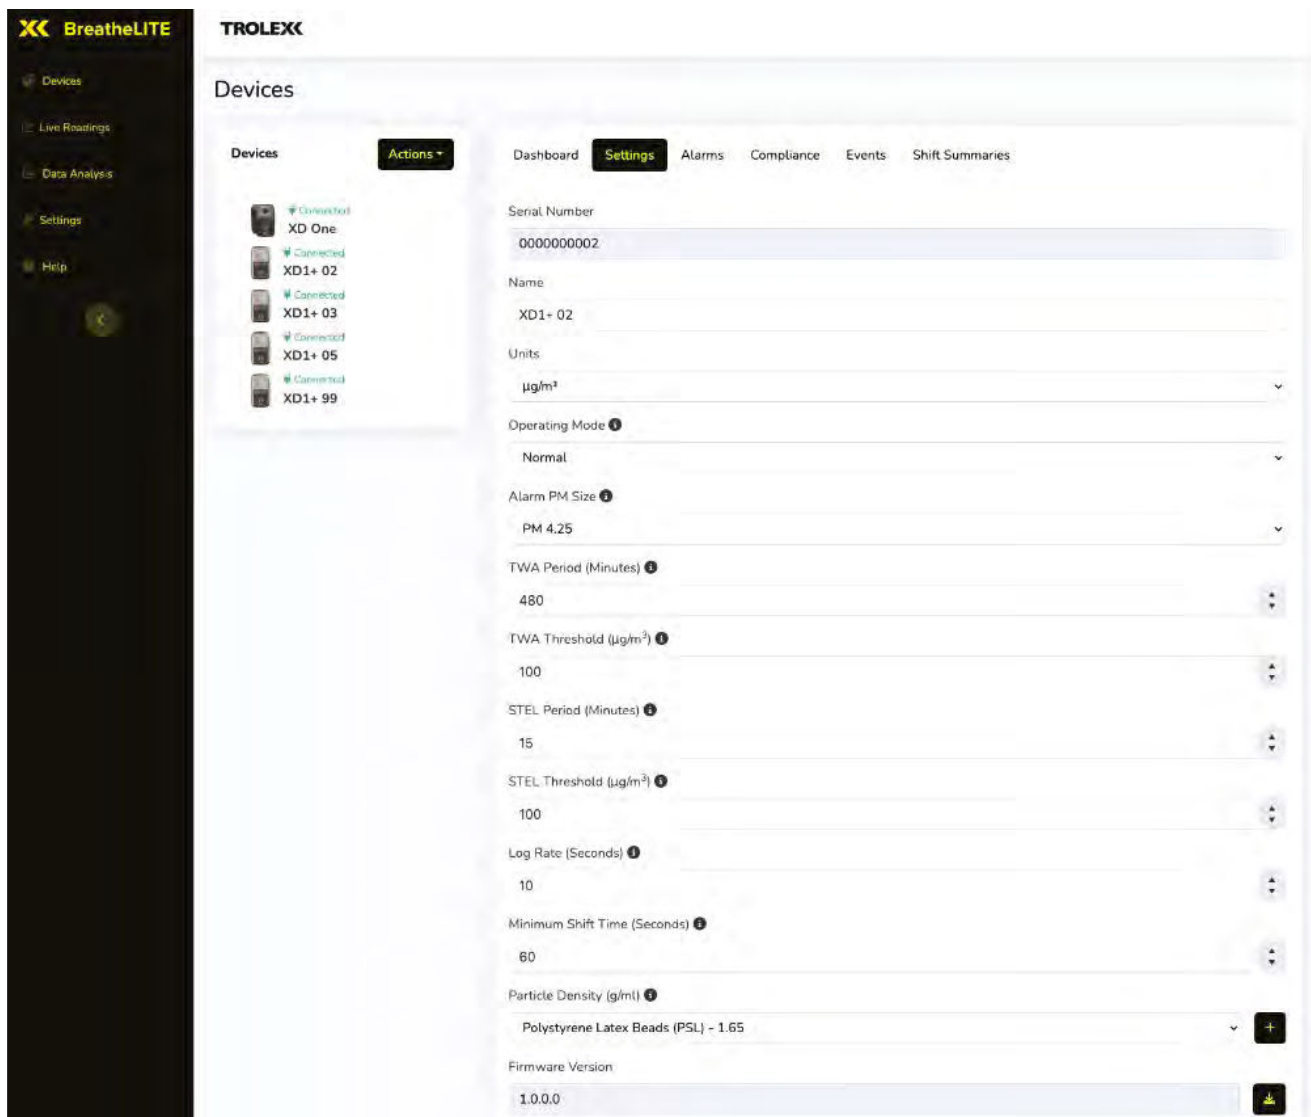 BreatheLITE
TROLEX
Devices
Live Readings
Data Analysis
Settings
Help
Devices
Devices
Actions
Connected
XD One
Connected
XD1+ 02
Connected
XD1+ 03
Connected
XD1+ 05
Connected
XD1+ 99
Dashboard Settings Alarms Compliance Events Shift Summaries
Serial Number
0000000002
Name
XD1+ 02
Units
µg/m³
Operating Mode
Normal
Alarm PM Size
PM 4.25
TWA Period (Minutes)
480
TWA Threshold (µg/m³)
100
STEL Period (Minutes)
15
STEL Threshold (µg/m³)
100
Log Rate (Seconds)
10
Minimum Shift Time (Seconds)
60
Particle Density (g/ml)
Polystyrene Latex Beads (PSL) - 1.65
Firmware Version
1.0.0.0